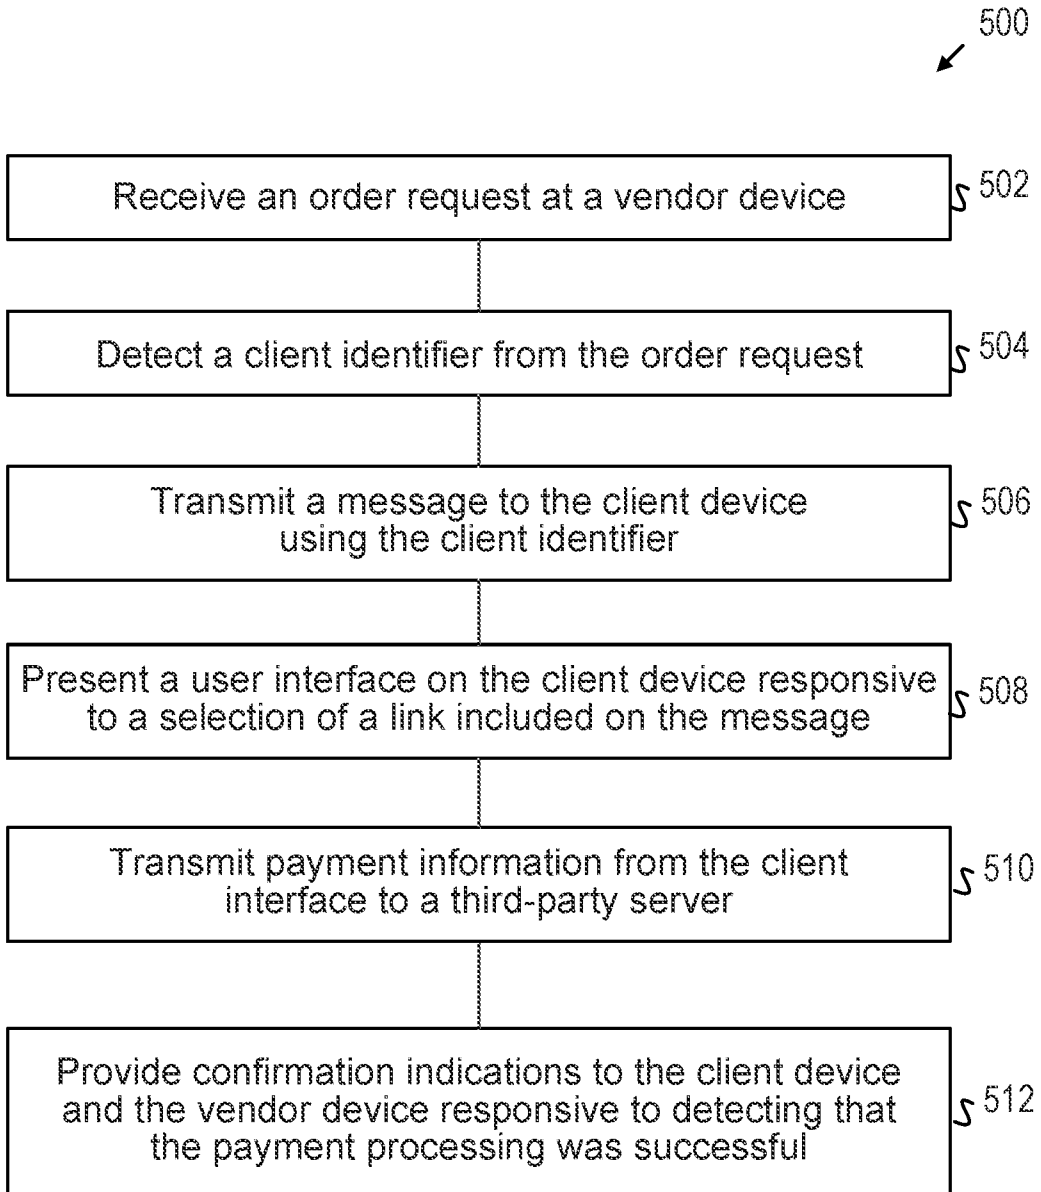 500
Receive an order request at a vendor device
502
Detect a client identifier from the order request
504
Transmit a message to the client device
using the client identifier
506
Present a user interface on the client device responsive
to a selection of a link included on the message
508
Transmit payment information from the client
interface to a third-party server
510
Provide confirmation indications to the client device
and the vendor device responsive to detecting that
the payment processing was successful
512